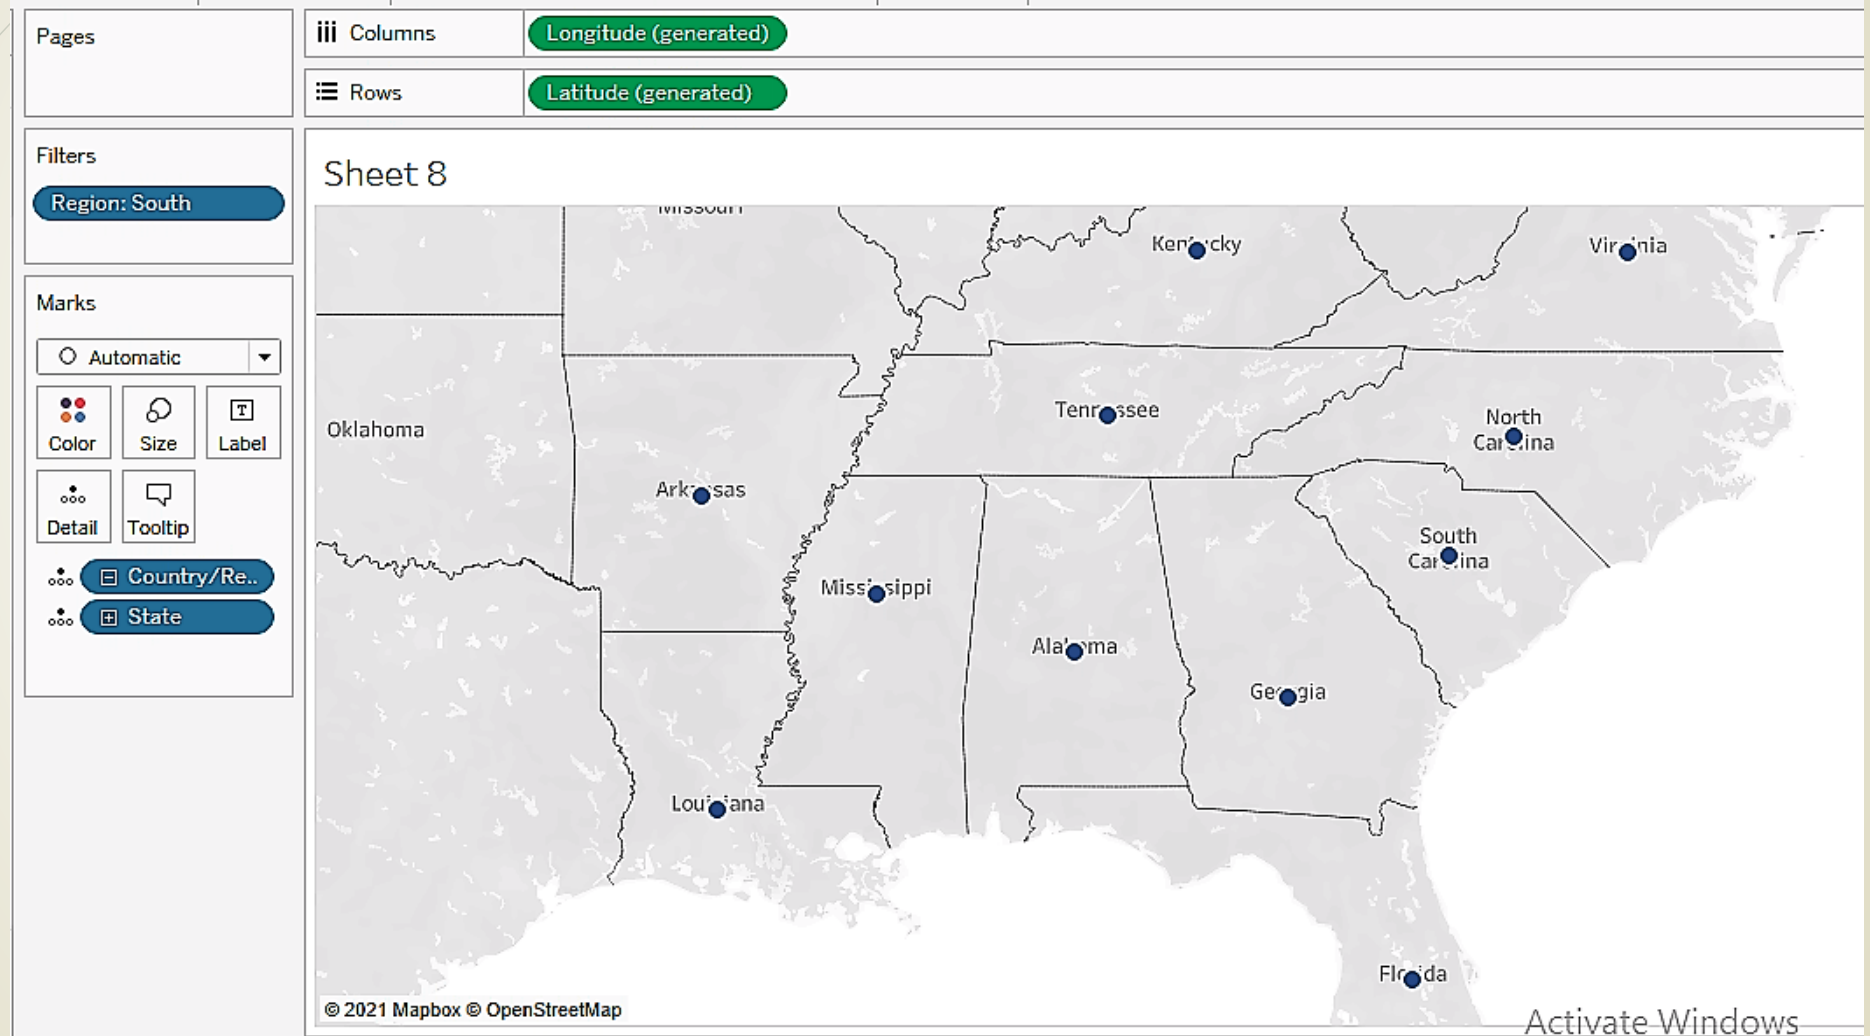 Pages
Columns
Longitude (generated)
Rows
Latitude (generated)
Filters
Region: South
Sheet 8
Marks
Automatic
Color
Size
Label
Detail
Tooltip
Country/Re..
State
Missouri
Kentucky
Virginia
Oklahoma
Tennessee
North
Carolina
Arkansas
South
Carolina
Mississippi
Alabama
Georgia
Louisiana
Florida
© 2021 Mapbox © OpenStreetMap
Activate Windows